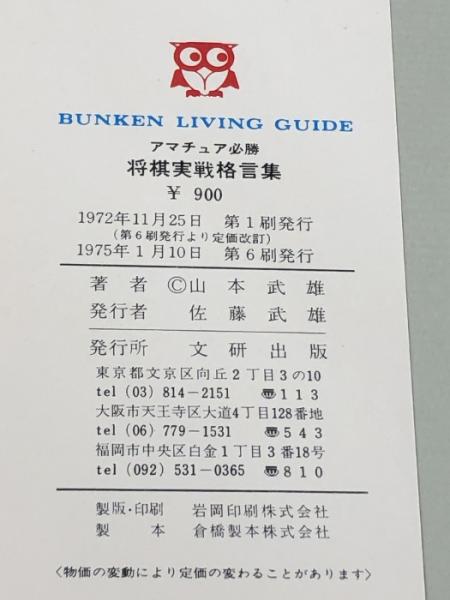 BUNKEN LIVING GUIDE
アマチュア必勝
将棋実戦格言集
¥ 900
1972年11月25日 第1刷発行
(第6刷発行より定価改訂)
1975年1月10日 第6刷発行
著者 ©山本武雄
発行者 佐藤武雄
発行所 文研出版
東京都文京区向丘2丁目3の10
tel (03) 814-2151 〠113
大阪市天王寺区大道4丁目128番地
tel (06) 779-1531 〠543
福岡市中央区白金1丁目3番18号
tel (092) 531-0365 〠810
製版・印刷 岩岡印刷株式会社
製本 倉橋製本株式会社
〈物価の変動により定価の変わることがあります〉